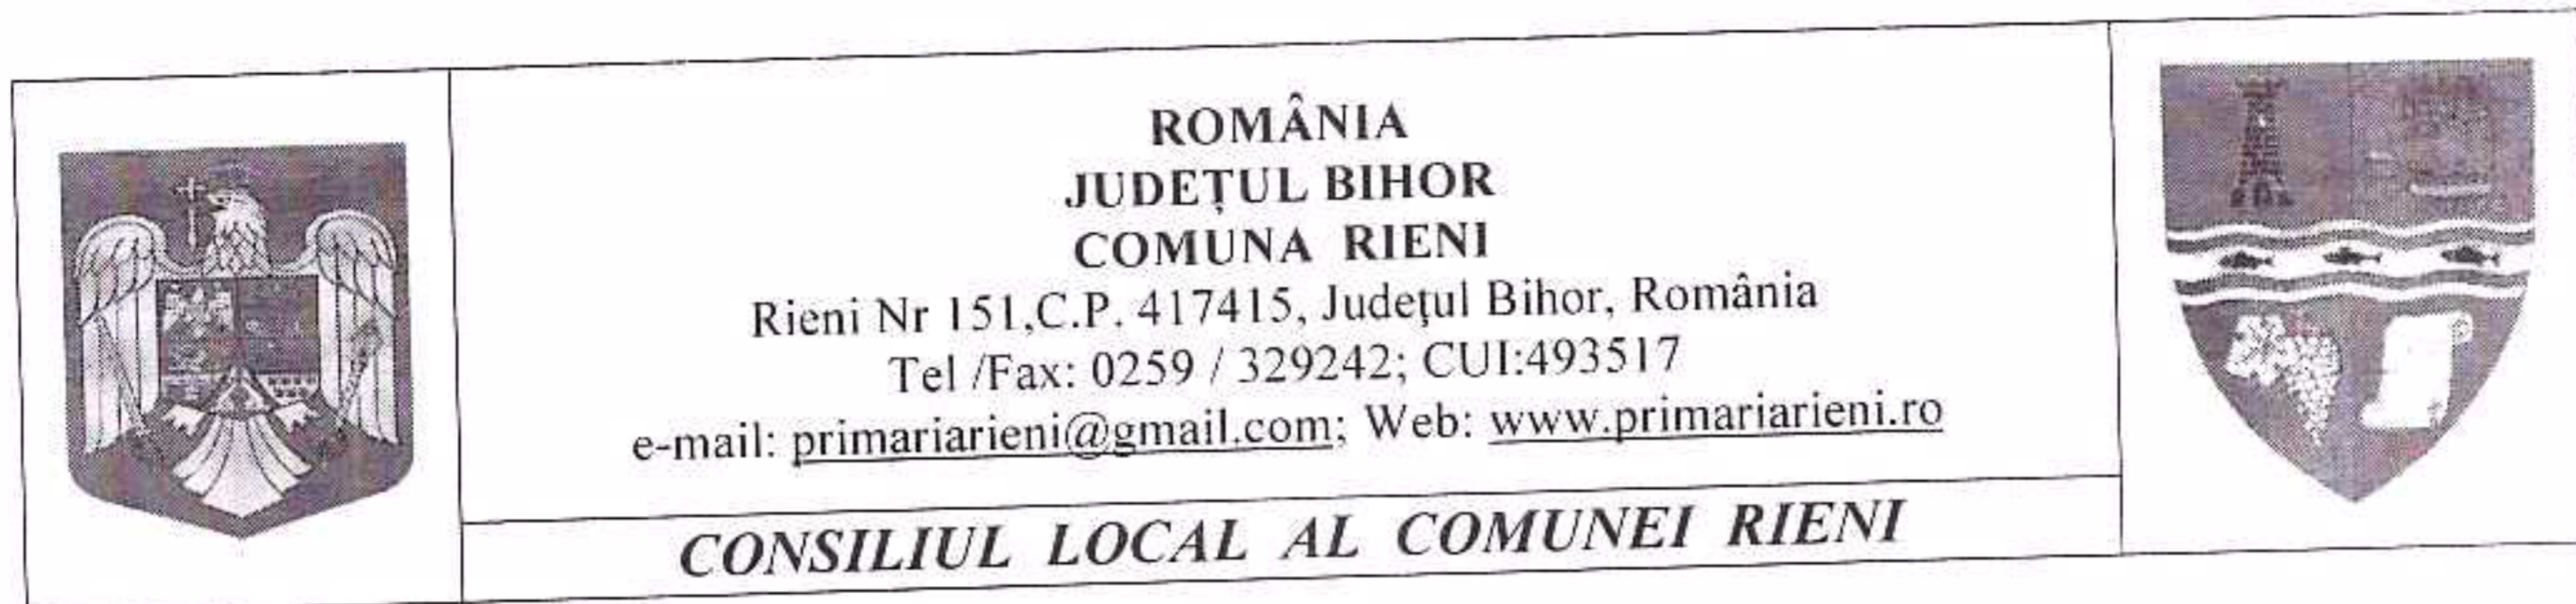 ROMÂNIA
JUDEȚUL BIHOR
COMUNA RIENI
Rieni Nr 151,C.P. 417415, Județul Bihor, România
Tel /Fax: 0259 / 329242; CUI:493517
e-mail: primariarieni@gmail.com; Web: www.primariarieni.ro
CONSILIUL LOCAL AL COMUNEI RIENI